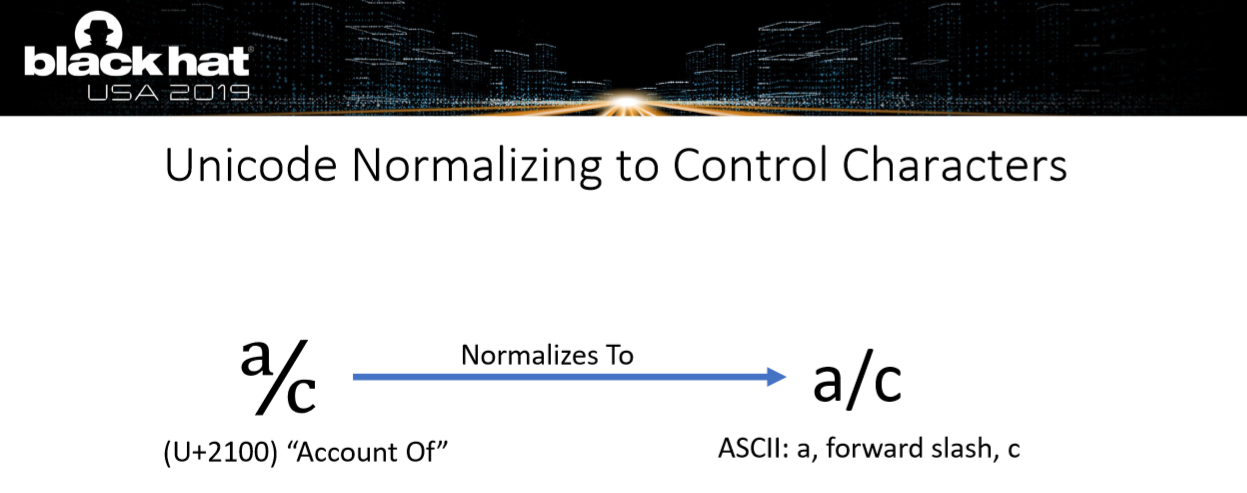 black hat®
USA 2019
Unicode Normalizing to Control Characters
℀
Normalizes To
a/c
(U+2100) “Account Of”
ASCII: a, forward slash, c